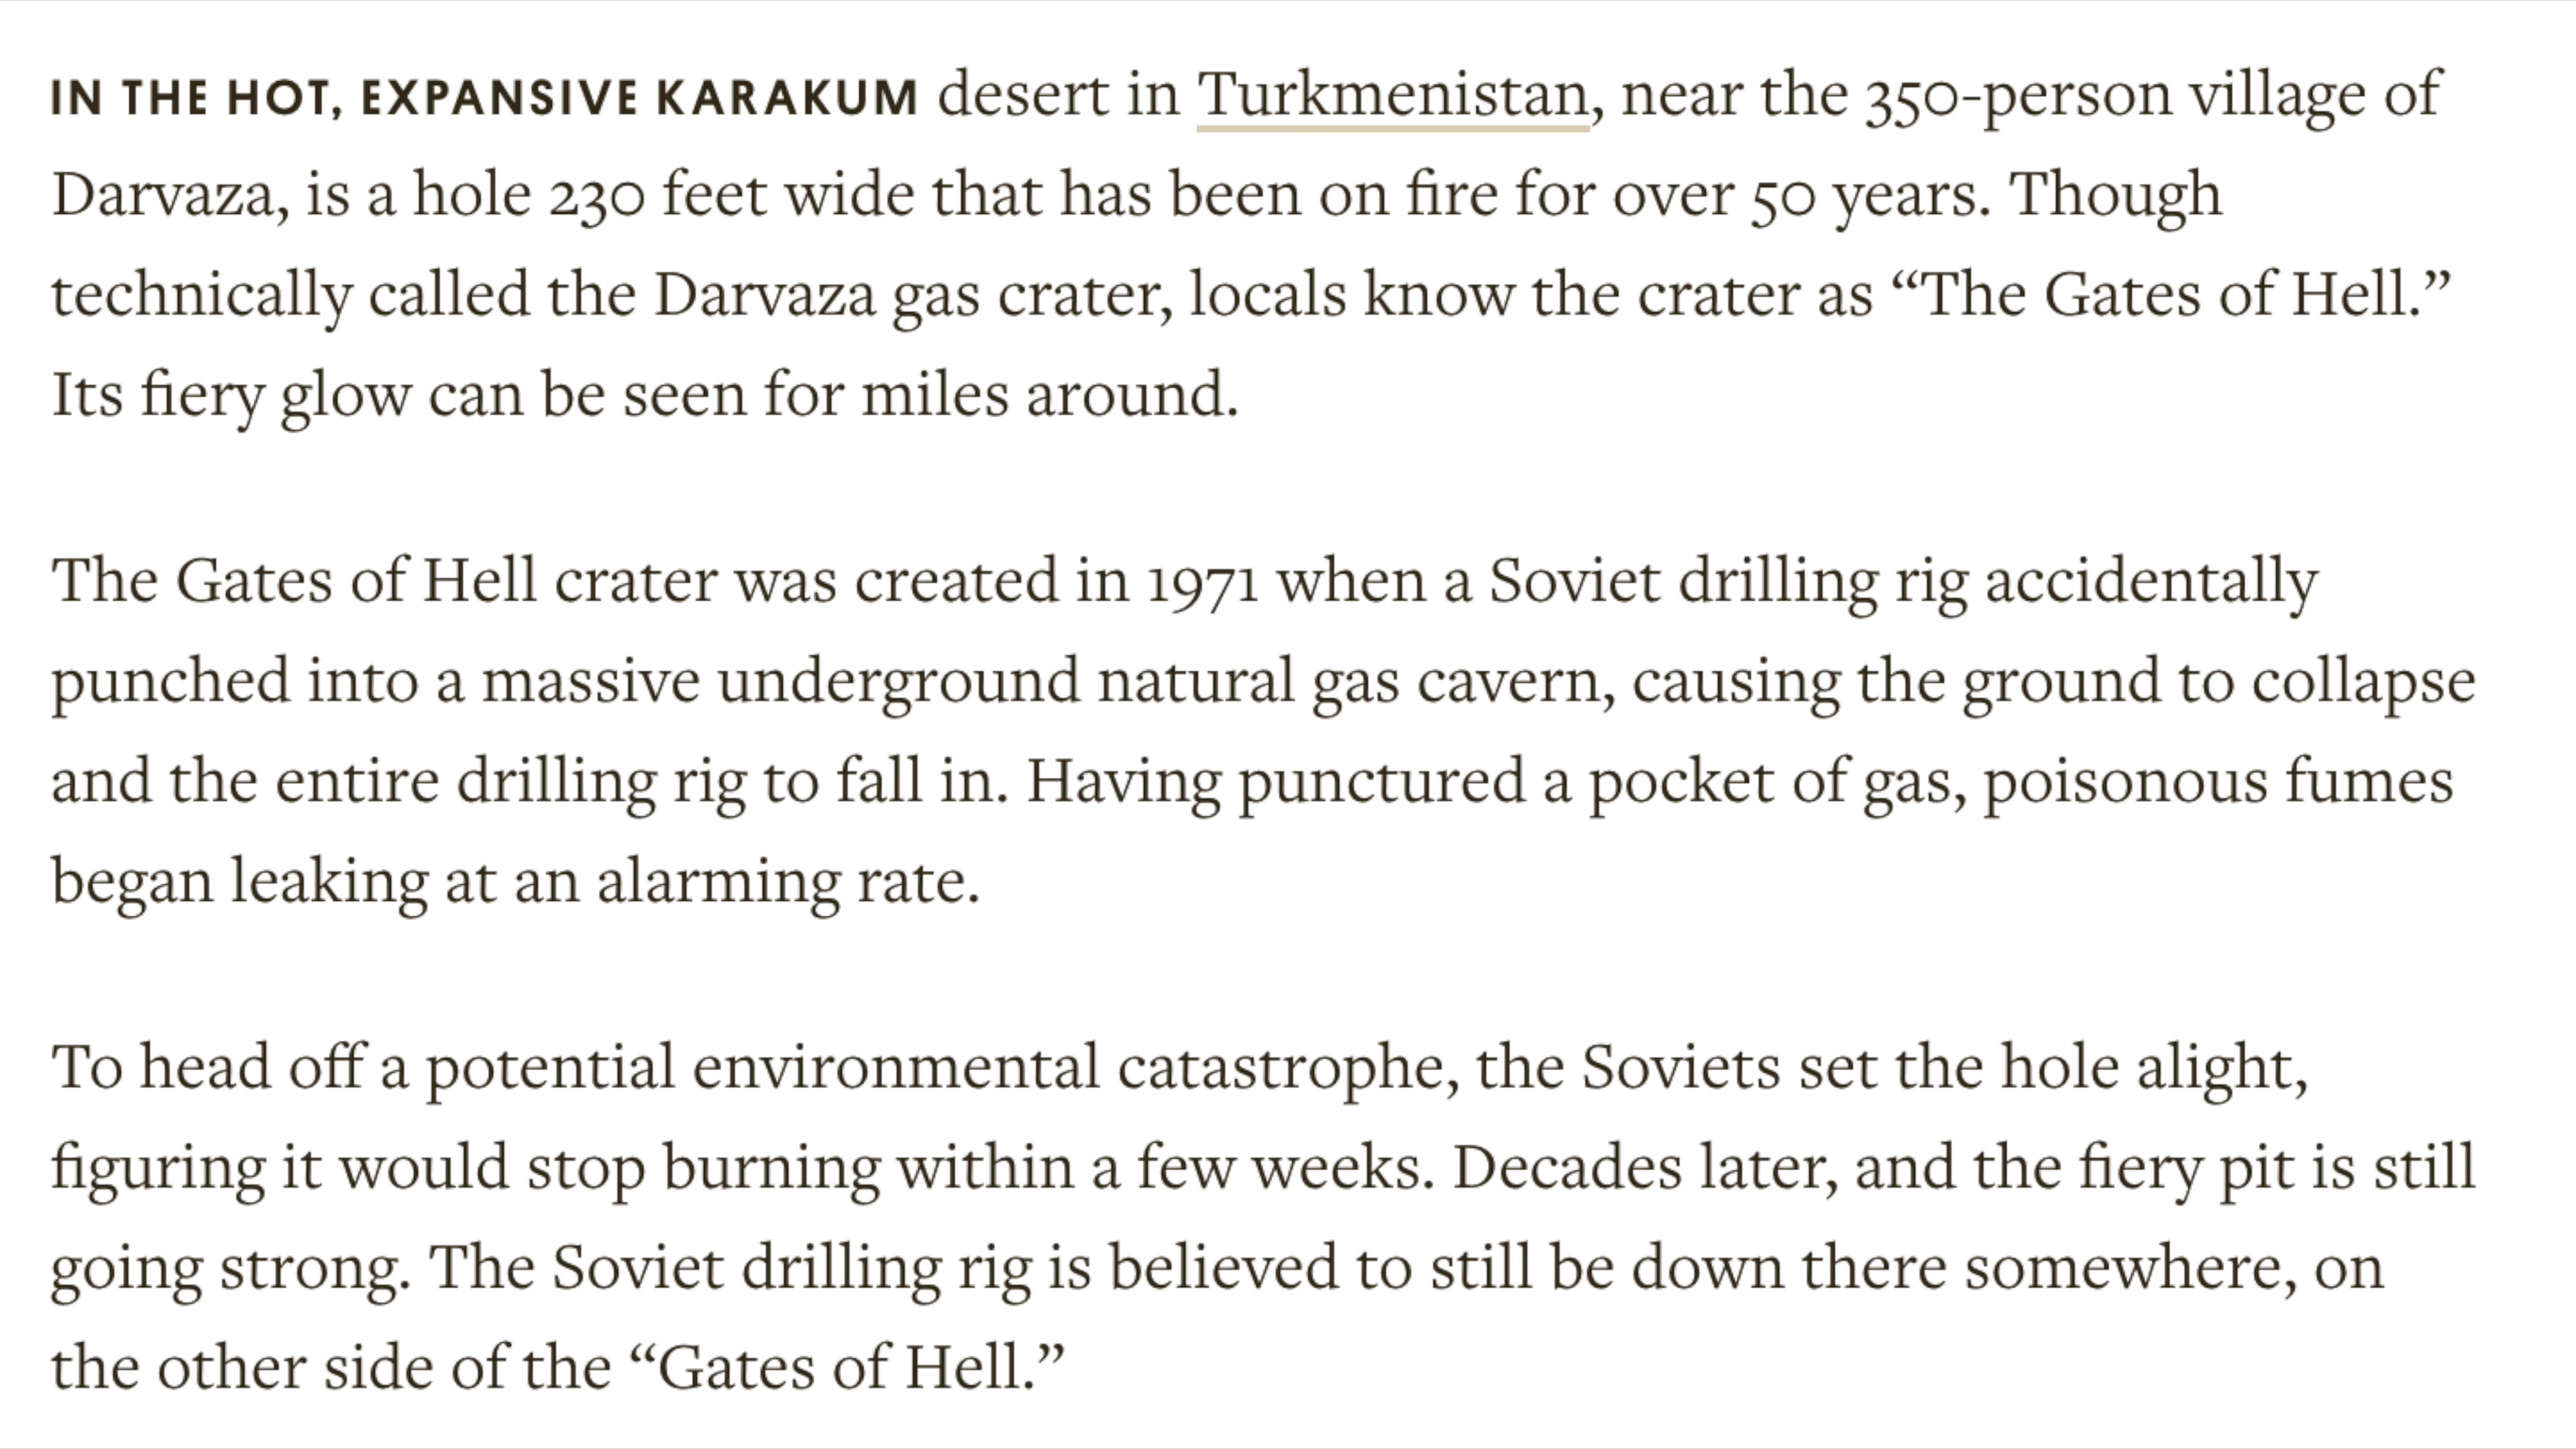 IN THE HOT, EXPANSIVE KARAKUM desert in Turkmenistan, near the 350-person village of
Darvaza, is a hole 230 feet wide that has been on fire for over 50 years. Though
technically called the Darvaza gas crater, locals know the crater as “The Gates of Hell.”
Its fiery glow can be seen for miles around.
The Gates of Hell crater was created in 1971 when a Soviet drilling rig accidentally
punched into a massive underground natural gas cavern, causing the ground to collapse
and the entire drilling rig to fall in. Having punctured a pocket of gas, poisonous fumes
began leaking at an alarming rate.
To head off a potential environmental catastrophe, the Soviets set the hole alight,
figuring it would stop burning within a few weeks. Decades later, and the fiery pit is still
going strong. The Soviet drilling rig is believed to still be down there somewhere, on
the other side of the “Gates of Hell.”